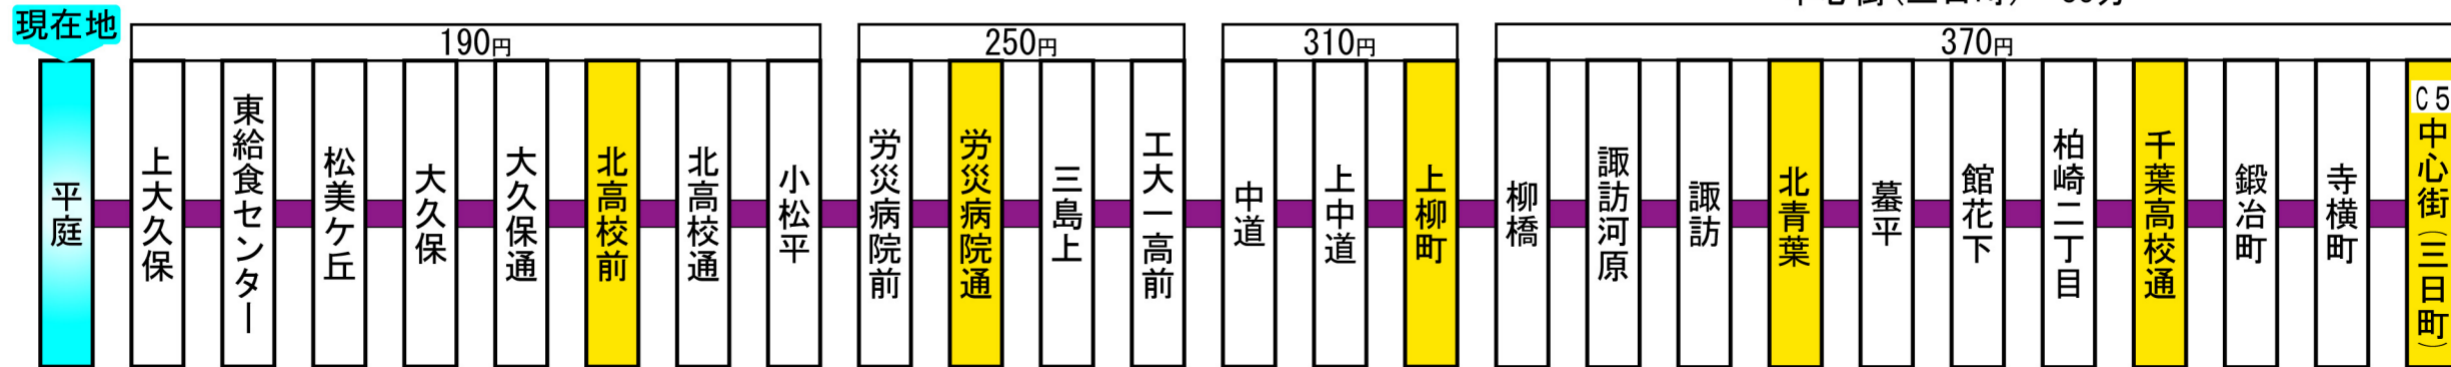 現在地
190円
250円
310円
370円
平庭
上大久保
東給食センター
松美ケ丘
大久保
大久保通
北高校前
北高校通
小松平
労災病院前
労災病院通
三島上
工大一高前
中道
上中道
上柳町
柳橋
諏訪河原
諏訪
北青葉
蟇平
館花下
柏崎二丁目
千葉高校通
鍛冶町
寺横町
C5
中心街(三日町)